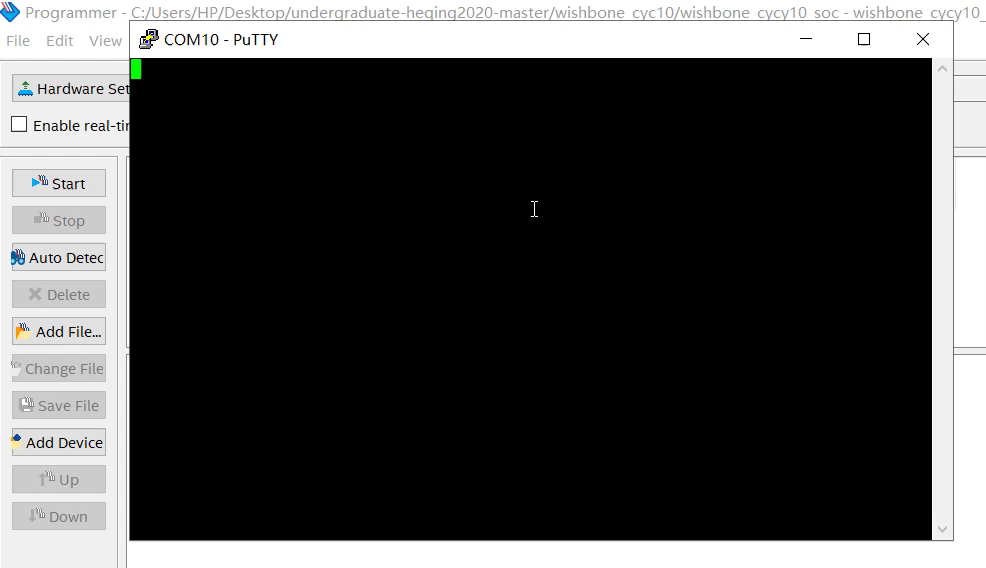 Programmer - C:/Users/HP/Desktop/undergraduate-heqing2020-master/wishbone_cyc10/wishbone_cycy10_soc - wishbone_cycy10_
File Edit View
COM10 - PuTTY
Hardware Set
Enable real-tir
Start
Stop
Auto Detec
Delete
Add File...
Change File
Save File
Add Device
Up
Down